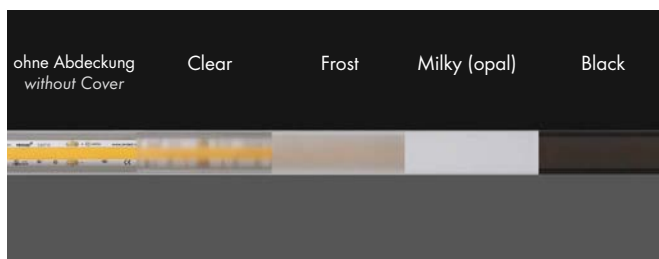 ohne Abdeckung
without Cover
Clear
Frost
Milky (opal)
Black